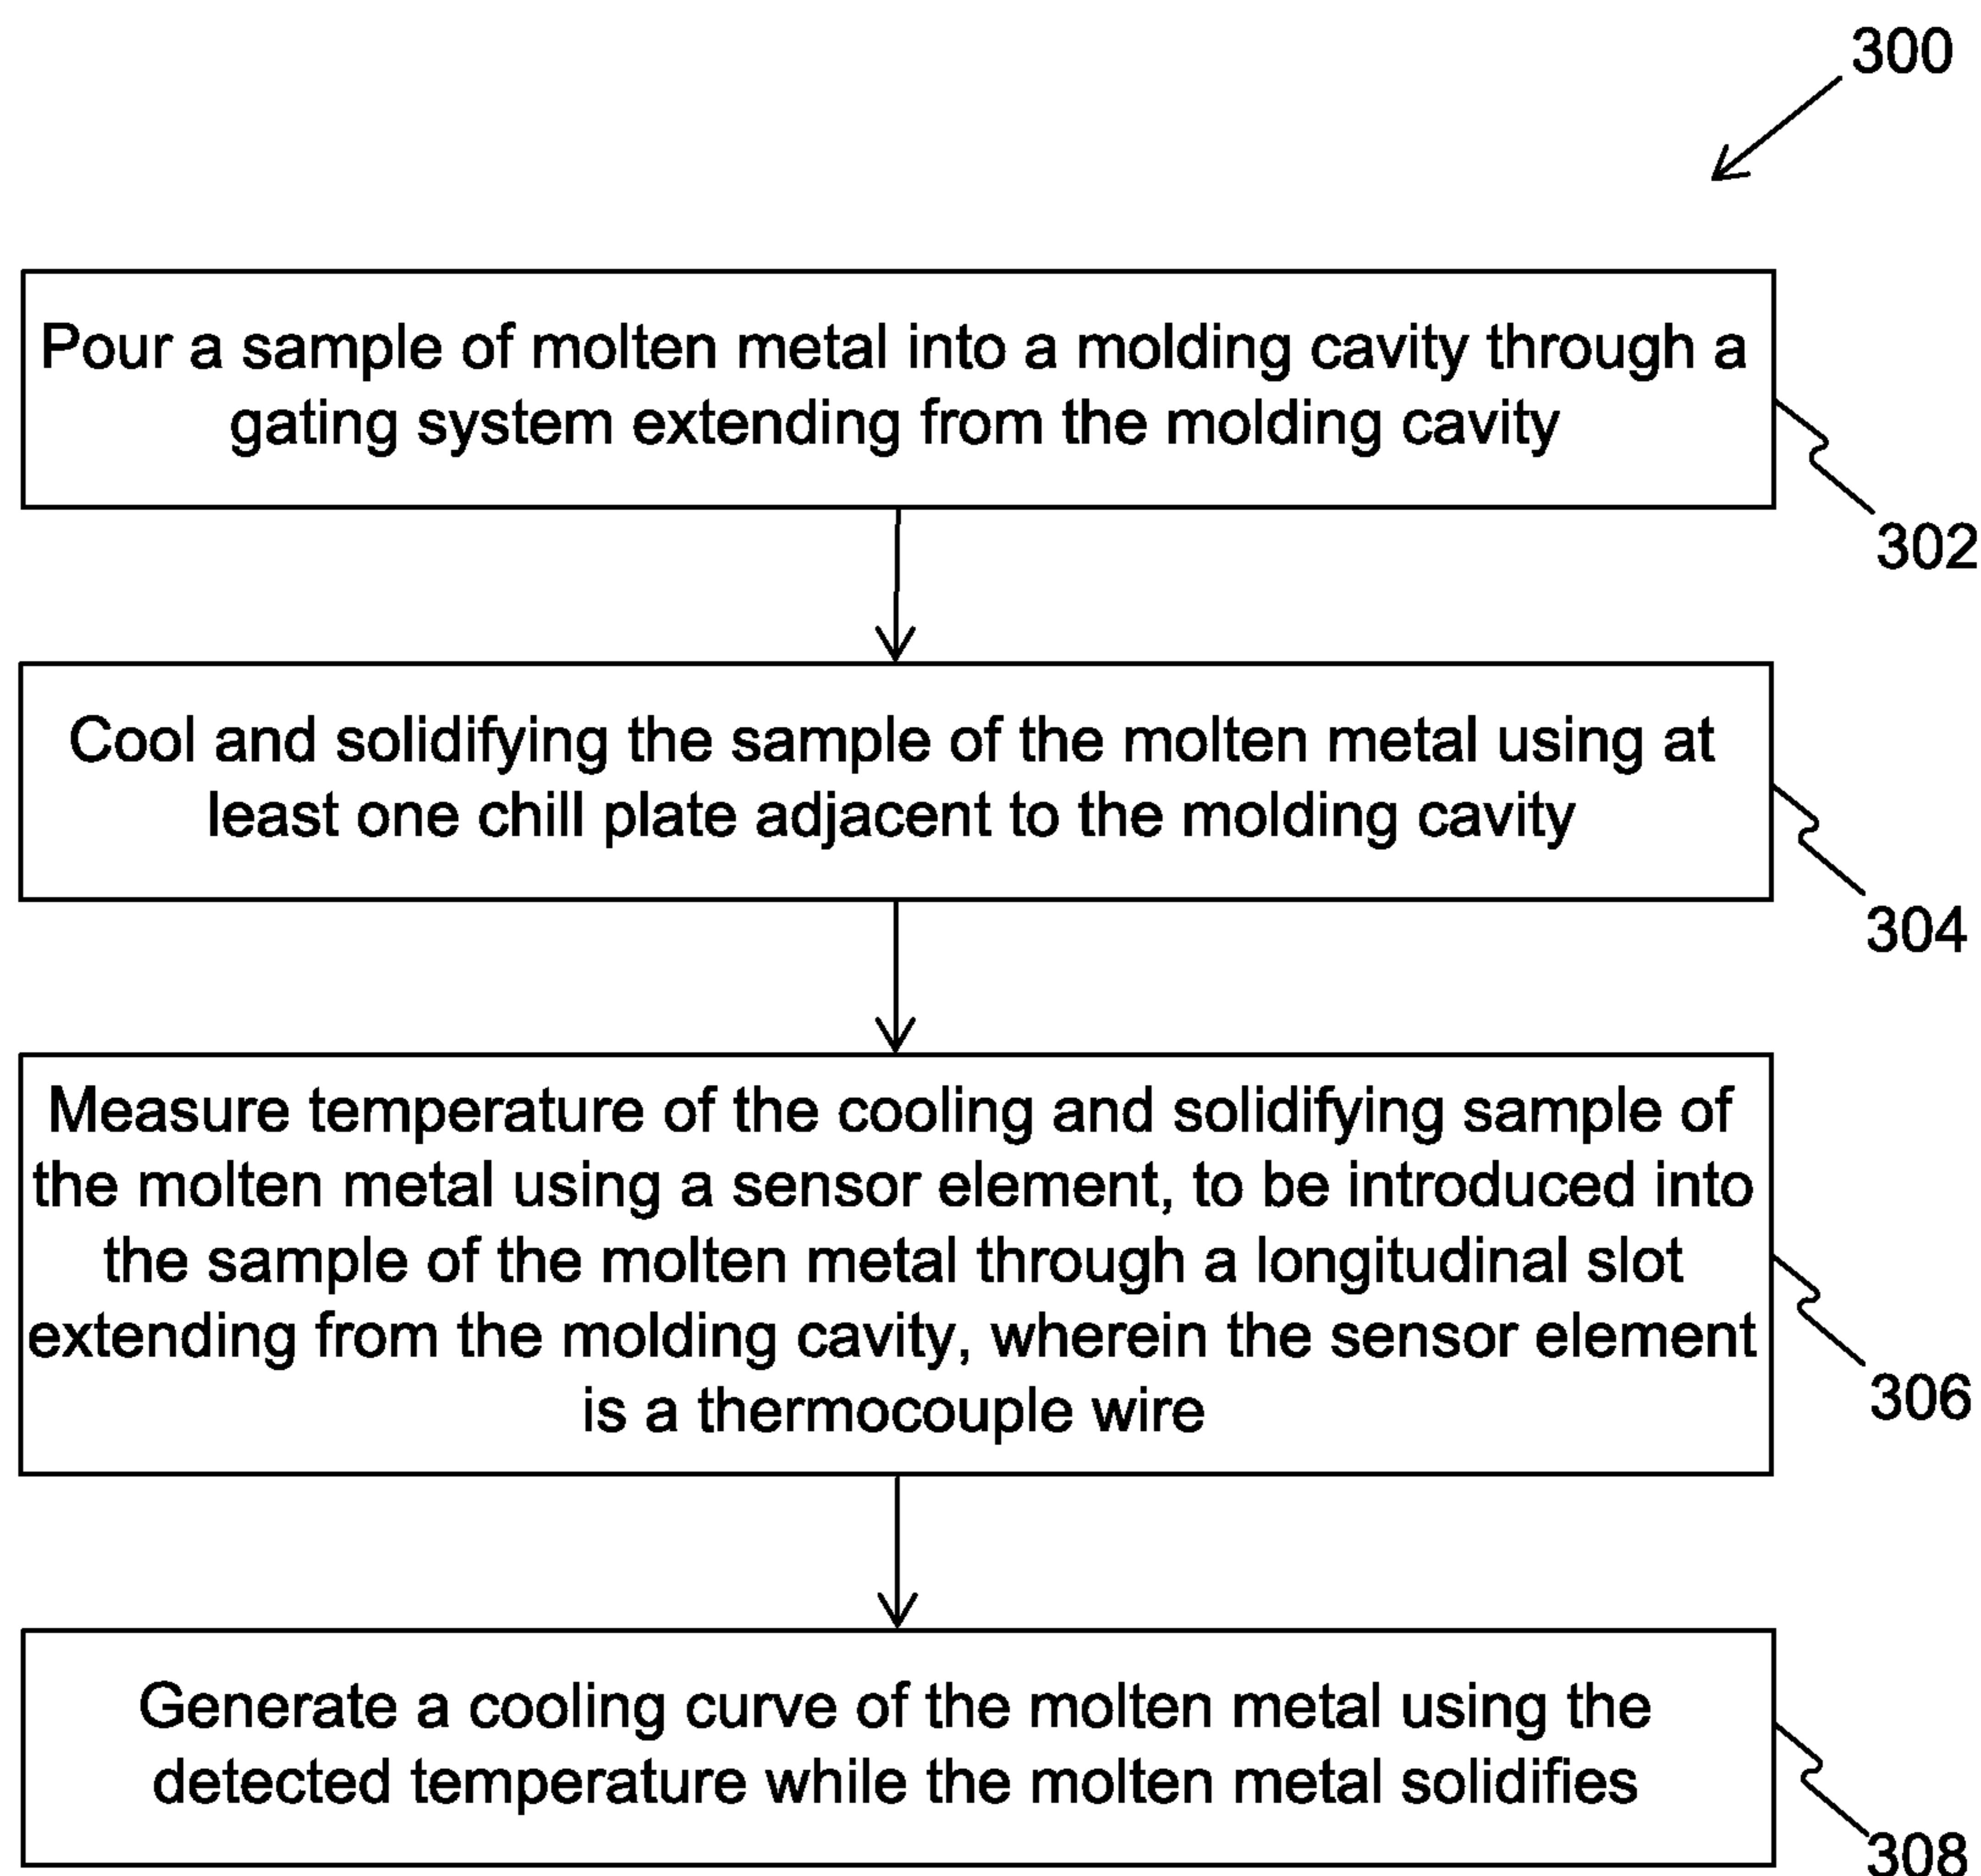 300
Pour a sample of molten metal into a molding cavity through a
gating system extending from the molding cavity
302
Cool and solidifying the sample of the molten metal using at
least one chill plate adjacent to the molding cavity
304
Measure temperature of the cooling and solidifying sample of
the molten metal using a sensor element, to be introduced into
the sample of the molten metal through a longitudinal slot
extending from the molding cavity, wherein the sensor element
is a thermocouple wire
306
Generate a cooling curve of the molten metal using the
detected temperature while the molten metal solidifies
308